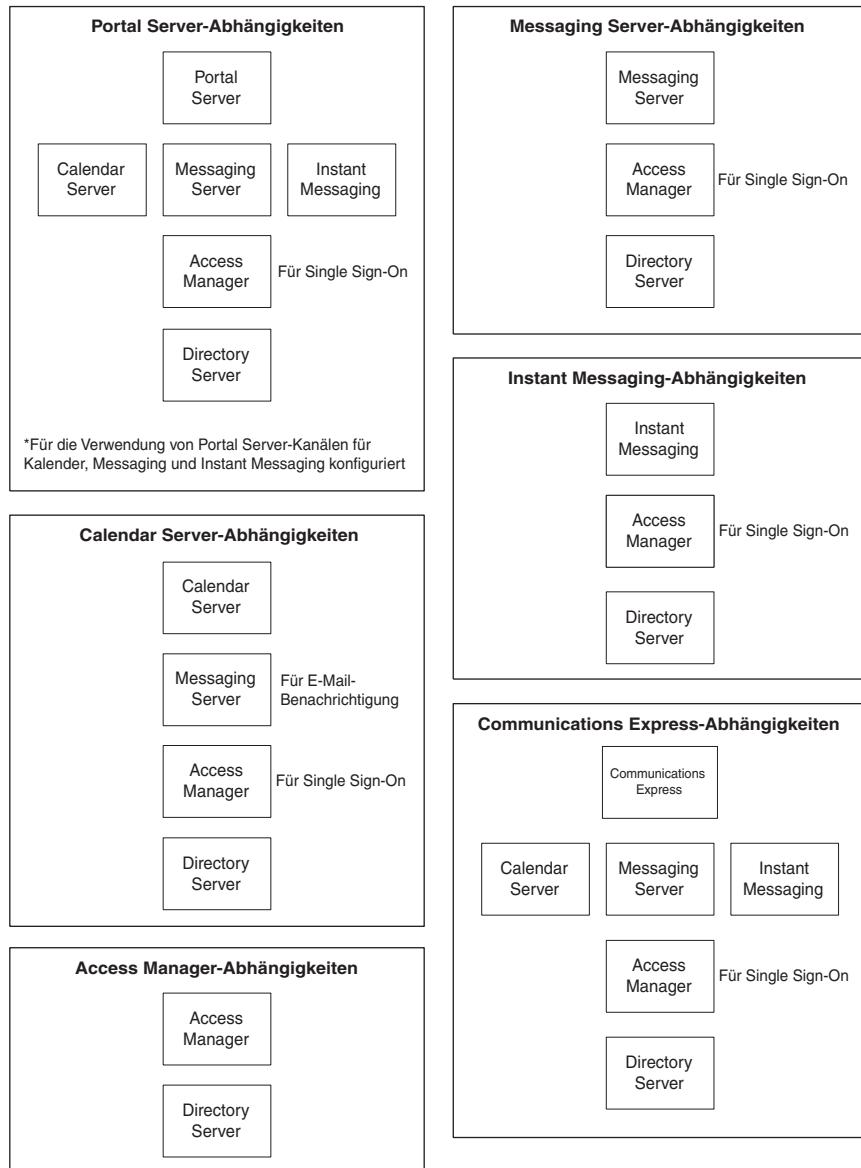 Portal Server-Abhängigkeiten
Portal
Server
Calendar
Server
Messaging
Server
Instant
Messaging
Access
Manager
Für Single Sign-On
Directory
Server
*Für die Verwendung von Portal Server-Kanälen für
Kalender, Messaging und Instant Messaging konfiguriert
Calendar Server-Abhängigkeiten
Calendar
Server
Messaging
Server
Für E-Mail-
Benachrichtigung
Access
Manager
Für Single Sign-On
Directory
Server
Access Manager-Abhängigkeiten
Access
Manager
Directory
Server
Messaging Server-Abhängigkeiten
Messaging
Server
Access
Manager
Für Single Sign-On
Directory
Server
Instant Messaging-Abhängigkeiten
Instant
Messaging
Access
Manager
Für Single Sign-On
Directory
Server
Communications Express-Abhängigkeiten
Communications
Express
Calendar
Server
Messaging
Server
Instant
Messaging
Access
Manager
Für Single Sign-On
Directory
Server